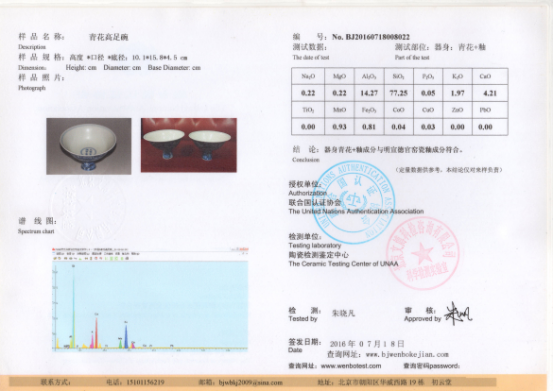 样 品 名 称: 青花高足碗
Description
样 品 规 格: 高度 *口径 *底径: 10.1*15.8*4.5 cm
Dimension: Height: cm Diameter: cm Base Diameter: cm
样 品 照 片:
Photograph
谱 线 图:
Spectrum chart
编 号: No. BJ20160718008022
测试数据: 测试部位: 器身: 青花+釉
The date of test Part of the test
Na₂O MgO Al₂O₃ SiO₂ P₂O₅ K₂O CaO
0.22 0.22 14.27 77.25 0.05 1.97 4.21
TiO₂ MnO Fe₂O₃ CoO CuO ZnO PbO
0.00 0.93 0.81 0.04 0.03 0.00 0.00
结 论: 器身青花+釉成分与明宣德官窑瓷釉成分符合。
Conclusion
(定量数据供参考, 本结论仅对来样负责)
授权单位:
Authorization
联合国认证协会
The United Nations Authentication Association
检测单位:
Testing laboratory
陶瓷检测鉴定中心
The Ceramic Testing Center of UNAA
检 测: 朱晓凡 审 核:
Tested by Approved by
签发日期: 2016 年 07 月 18 日
Date
查询网址: www.bjwenbokejian.com
查询网址: www.wenbotest.com 查询密码password:
联系方式: 电话: 15101156219 邮箱: bjwbkj2009@sina.com 地址: 北京市朝阳区华威西路 19 栋